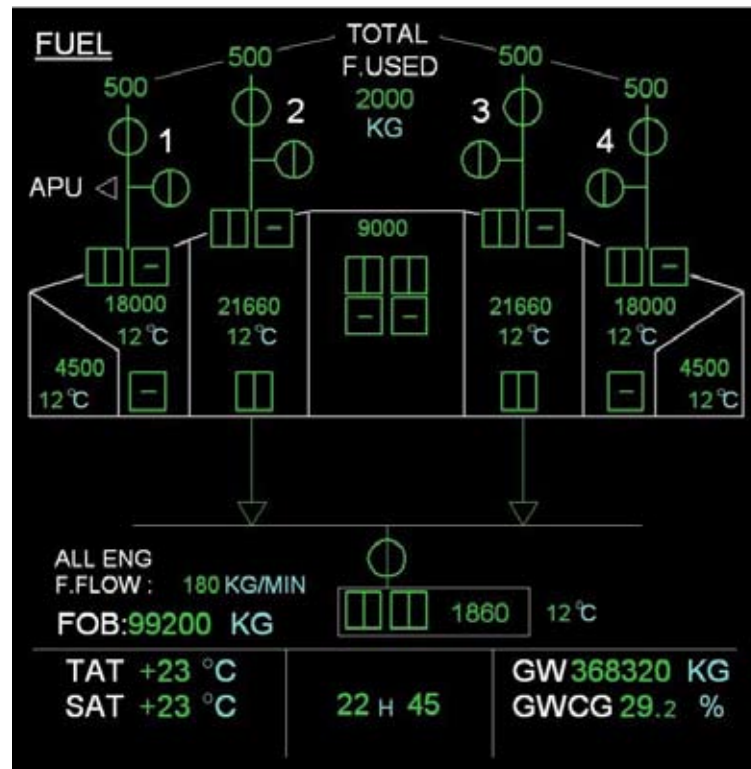 FUEL
TOTAL
F.USED
500 500 500 500
2000
KG
1 2 3 4
APU
9000
18000 21660 21660 18000
12 °C 12 °C 12 °C 12 °C
4500 4500
12 °C 12 °C
ALL ENG
F.FLOW : 180 KG/MIN
FOB:99200 KG
1860 12 °C
TAT +23 °C
SAT +23 °C
22 H 45
GW 368320 KG
GWCG 29.2 %